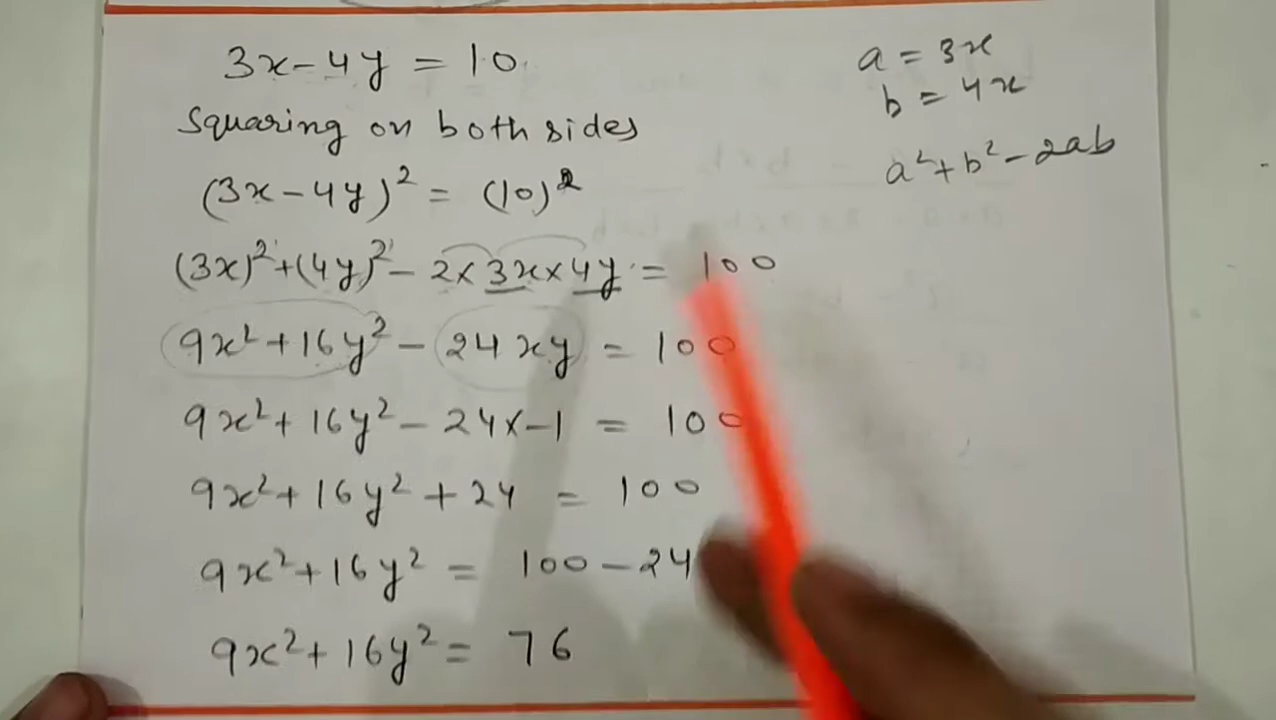 3x-4y = 10
Squaring on both sides
(3x-4y)² = (10)²
(3x)²+(4y)²- 2×3x×4y = 100
9x²+16y²- 24xy = 100
9x²+16y²- 24×-1 = 100
9x²+16y²+24 = 100
9x²+16y² = 100-24
9x²+16y² = 76
a = 3x
b = 4x
a²+b²-2ab